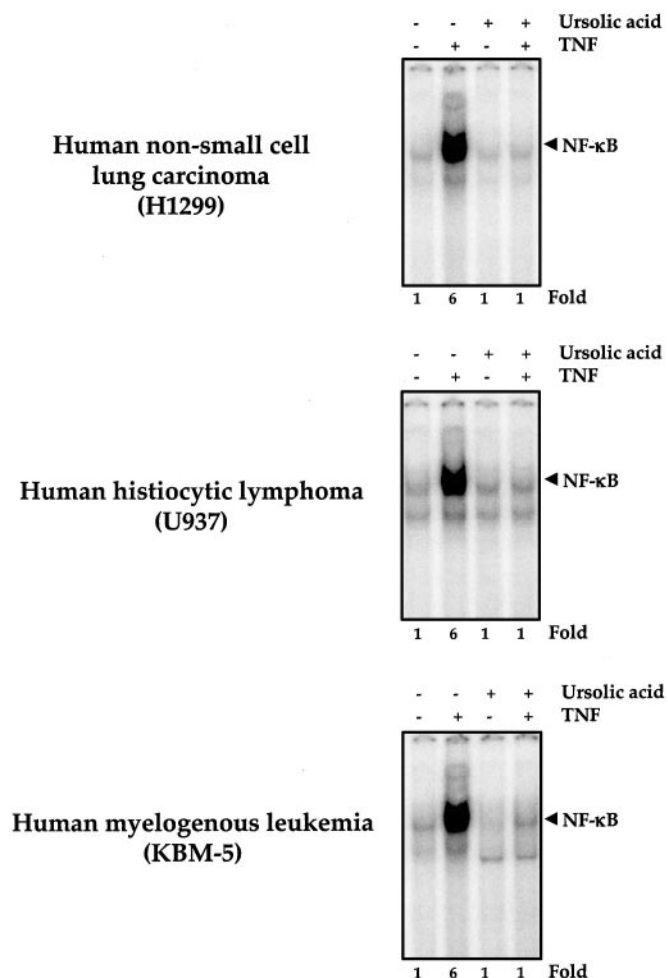 - - + + Ursolic acid
- + - + TNF
Human non-small cell
lung carcinoma
(H1299)
◄ NF-κB
1 6 1 1 Fold
- - + + Ursolic acid
- + - + TNF
Human histiocytic lymphoma
(U937)
◄ NF-κB
1 6 1 1 Fold
- - + + Ursolic acid
- + - + TNF
Human myelogenous leukemia
(KBM-5)
◄ NF-κB
1 6 1 1 Fold